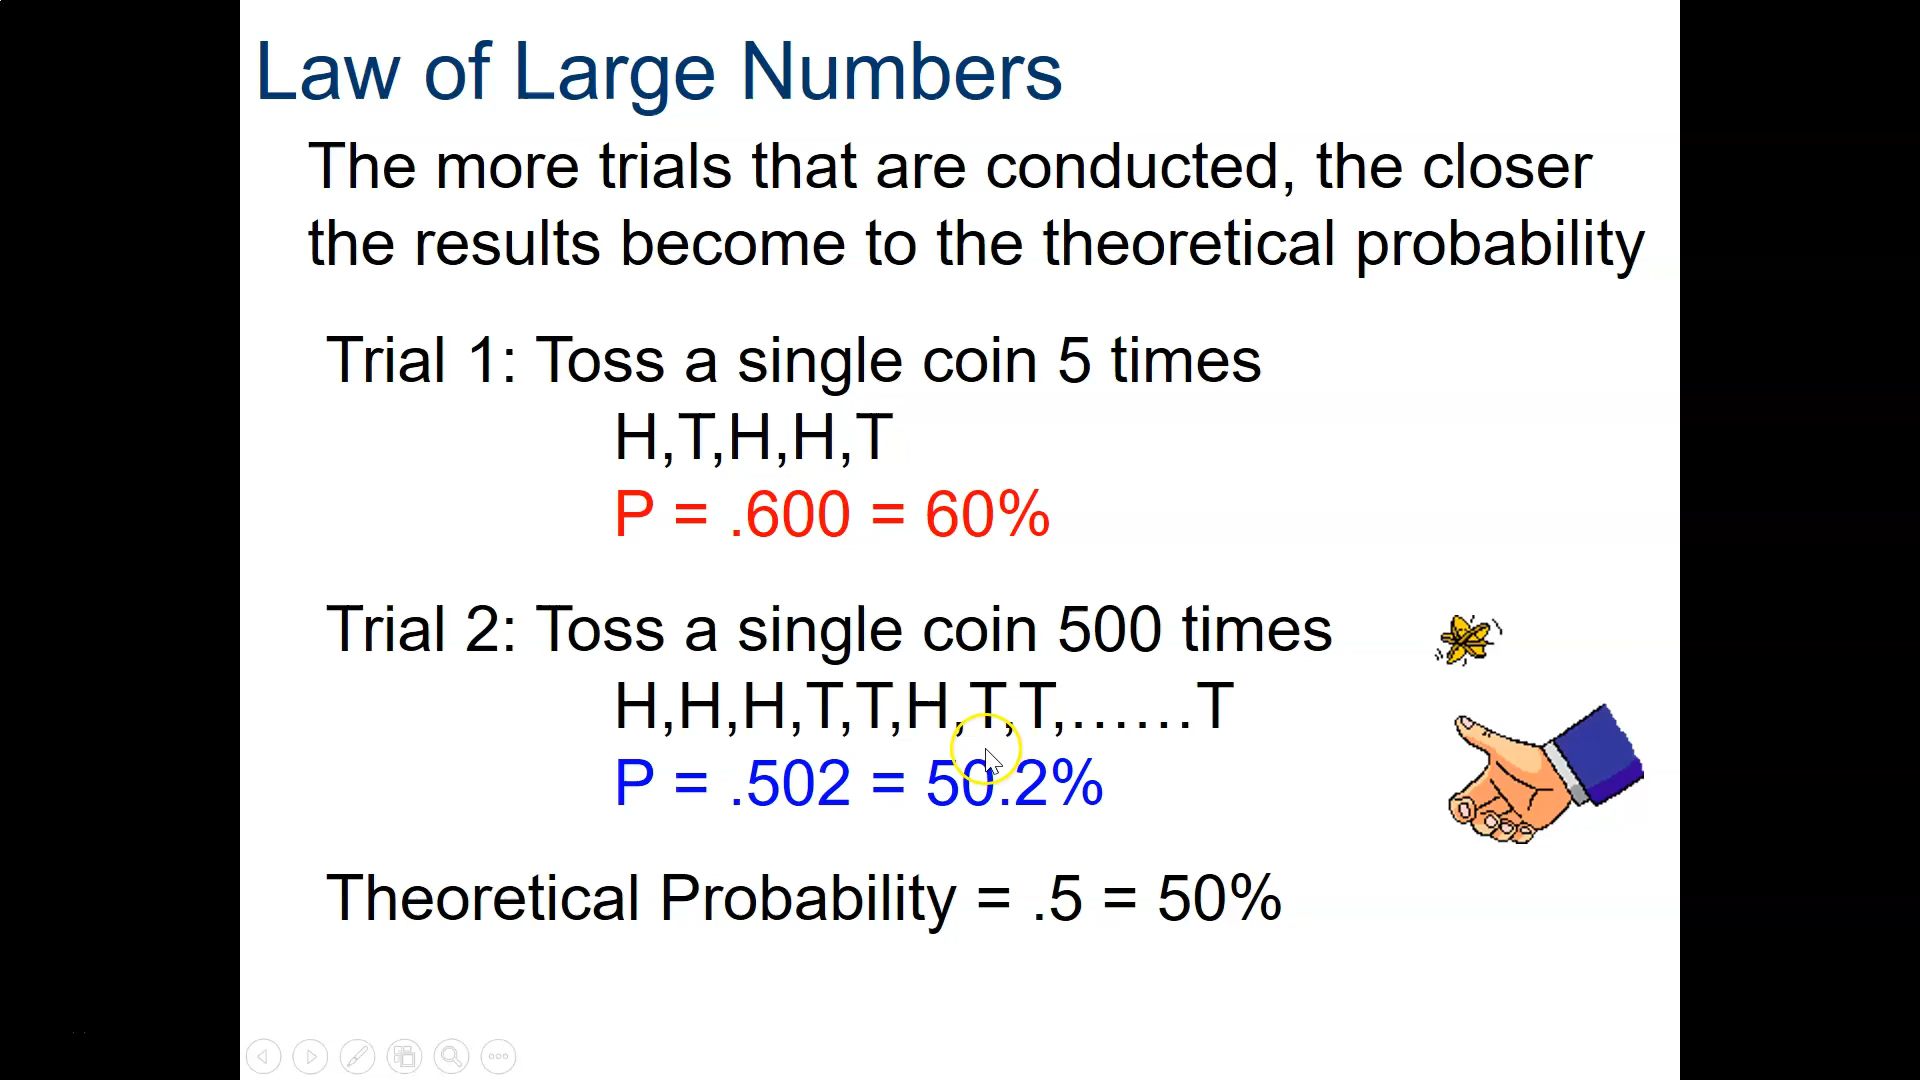 Law of Large Numbers
The more trials that are conducted, the closer
the results become to the theoretical probability
Trial 1: Toss a single coin 5 times
H,T,H,H,T
P = .600 = 60%
Trial 2: Toss a single coin 500 times
H,H,H,T,T,H,T,T,……T
P = .502 = 50.2%
Theoretical Probability = .5 = 50%